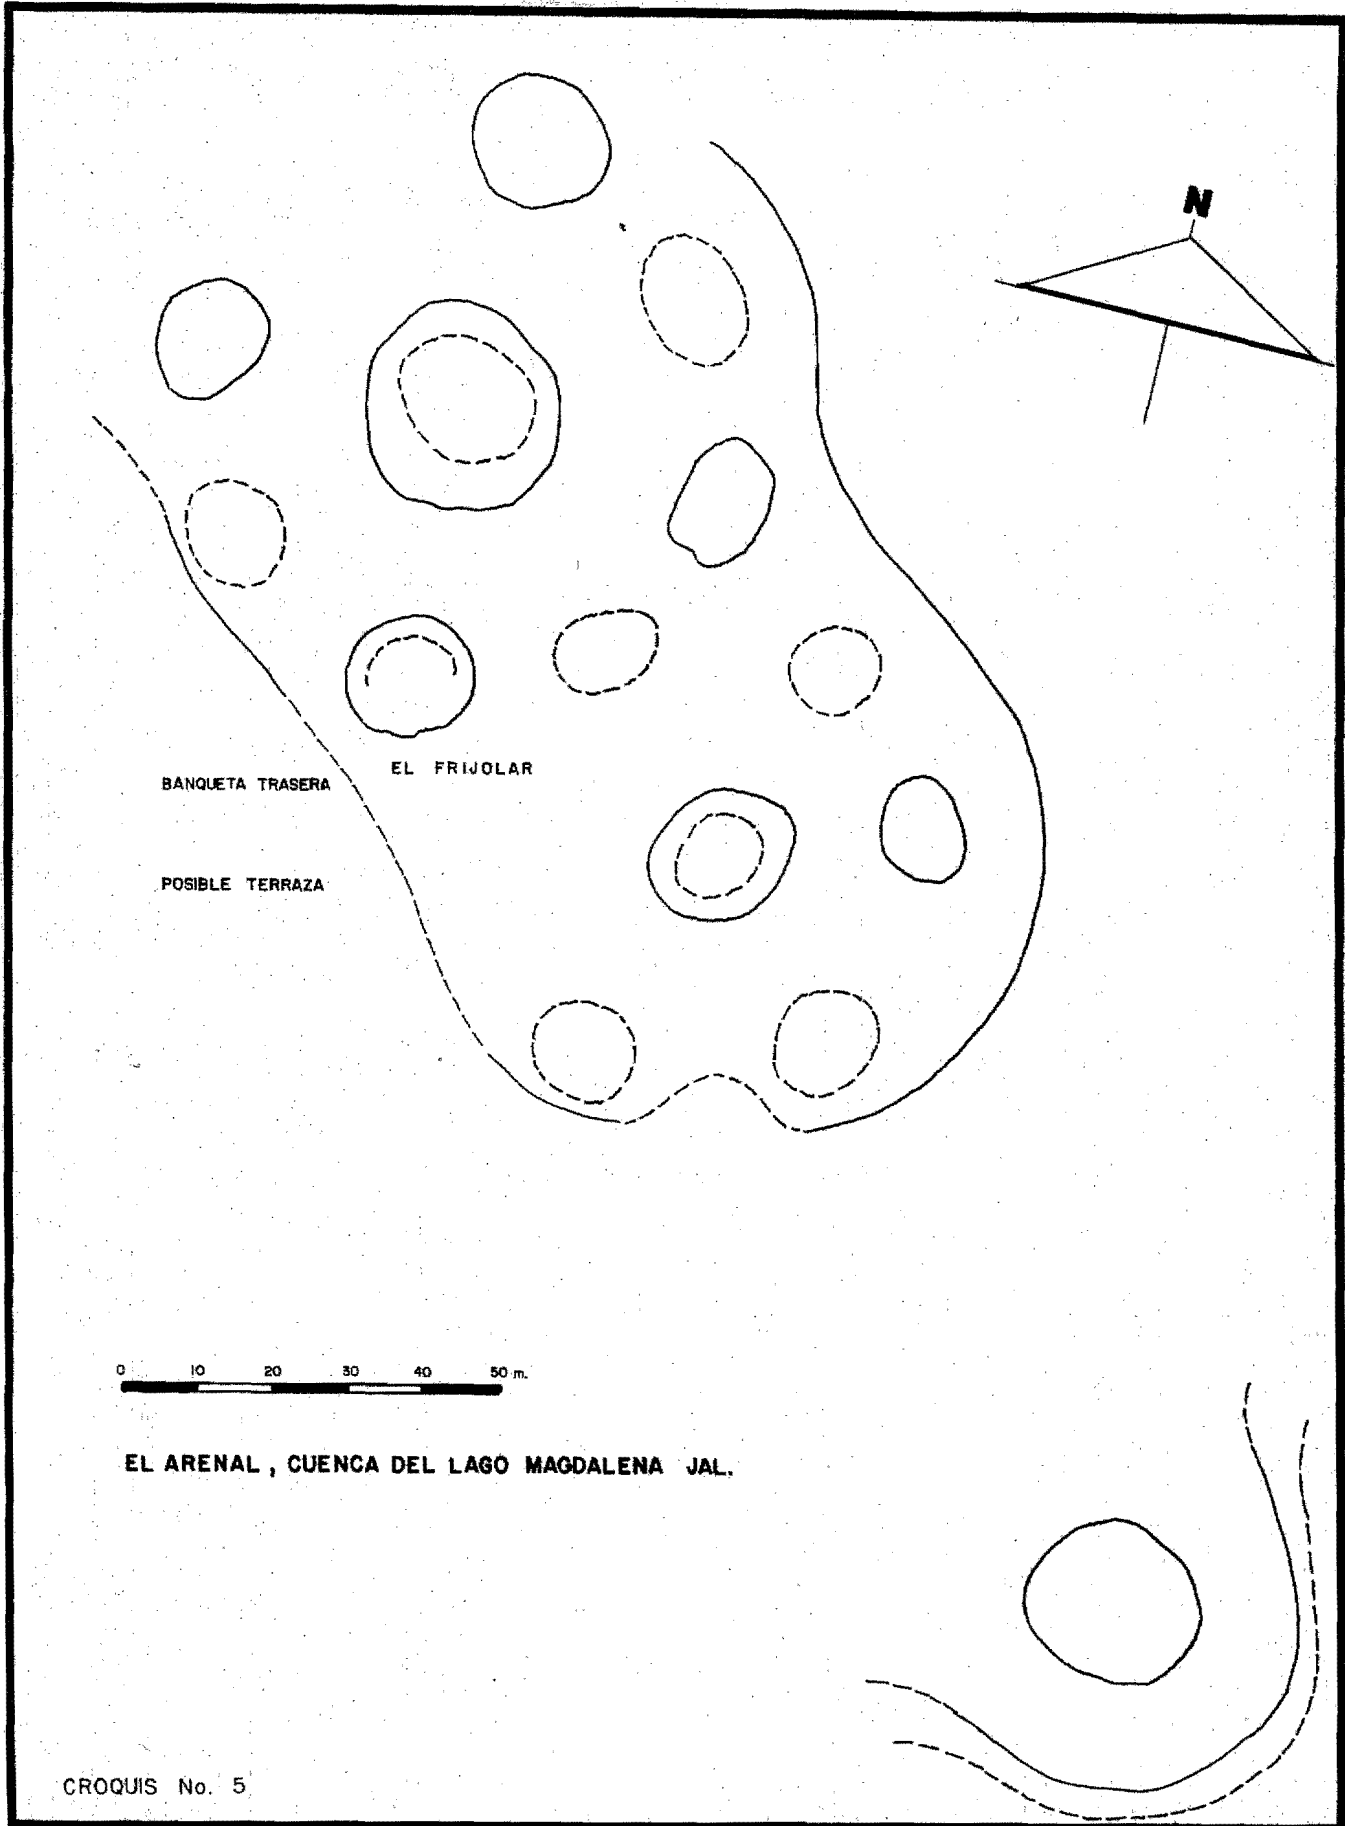 N
EL FRIJOLAR
BANQUETA TRASERA
POSIBLE TERRAZA
0 10 20 30 40 50 m.
EL ARENAL, CUENCA DEL LAGO MAGDALENA JAL.
CROQUIS No. 5